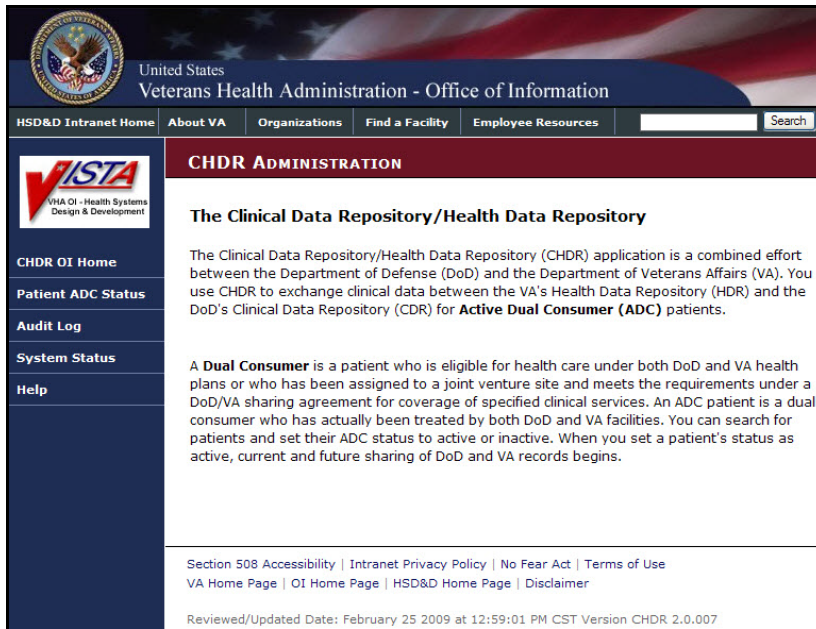 United States
Veterans Health Administration - Office of Information
HSD&D Intranet Home
About VA
Organizations
Find a Facility
Employee Resources
Search
VISTA
VHA OI - Health Systems
Design & Development
CHDR OI Home
Patient ADC Status
Audit Log
System Status
Help
CHDR ADMINISTRATION
The Clinical Data Repository/Health Data Repository
The Clinical Data Repository/Health Data Repository (CHDR) application is a combined effort
between the Department of Defense (DoD) and the Department of Veterans Affairs (VA). You
use CHDR to exchange clinical data between the VA's Health Data Repository (HDR) and the
DoD's Clinical Data Repository (CDR) for Active Dual Consumer (ADC) patients.
A Dual Consumer is a patient who is eligible for health care under both DoD and VA health
plans or who has been assigned to a joint venture site and meets the requirements under a
DoD/VA sharing agreement for coverage of specified clinical services. An ADC patient is a dual
consumer who has actually been treated by both DoD and VA facilities. You can search for
patients and set their ADC status to active or inactive. When you set a patient's status as
active, current and future sharing of DoD and VA records begins.
Section 508 Accessibility | Intranet Privacy Policy | No Fear Act | Terms of Use
VA Home Page | OI Home Page | HSD&D Home Page | Disclaimer
Reviewed/Updated Date: February 25 2009 at 12:59:01 PM CST Version CHDR 2.0.007